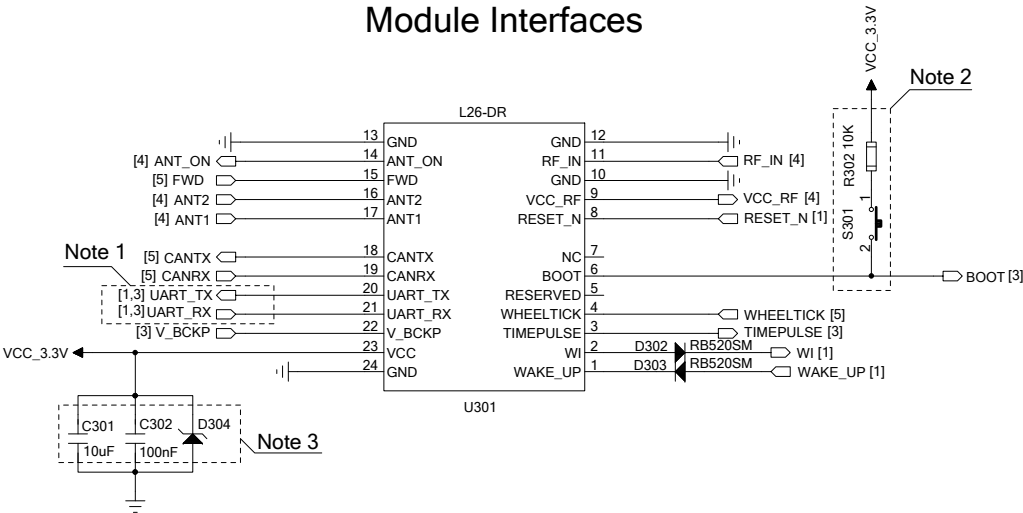 Module Interfaces
VCC_3.3V
Note 2
L26-DR
13 GND
GND 12
[4] ANT_ON 14 ANT_ON
RF_IN 11 RF_IN [4]
[5] FWD 15 FWD
GND 10
[4] ANT2 16 ANT2
VCC_RF 9 VCC_RF [4]
[4] ANT1 17 ANT1
RESET_N 8 RESET_N [1]
R302 10K
1
S301
2
Note 1
[5] CANTX 18 CANTX
NC 7
[5] CANRX 19 CANRX
BOOT 6 BOOT [3]
[1,3] UART_TX 20 UART_TX
RESERVED 5
[1,3] UART_RX 21 UART_RX
WHEELTICK 4 WHEELTICK [5]
[3] V_BCKP 22 V_BCKP
TIMEPULSE 3 TIMEPULSE [3]
VCC_3.3V 23 VCC
WI 2 D302 RB520SM WI [1]
24 GND
WAKE_UP 1 D303 RB520SM WAKE_UP [1]
U301
C301 C302 D304
10uF 100nF
Note 3